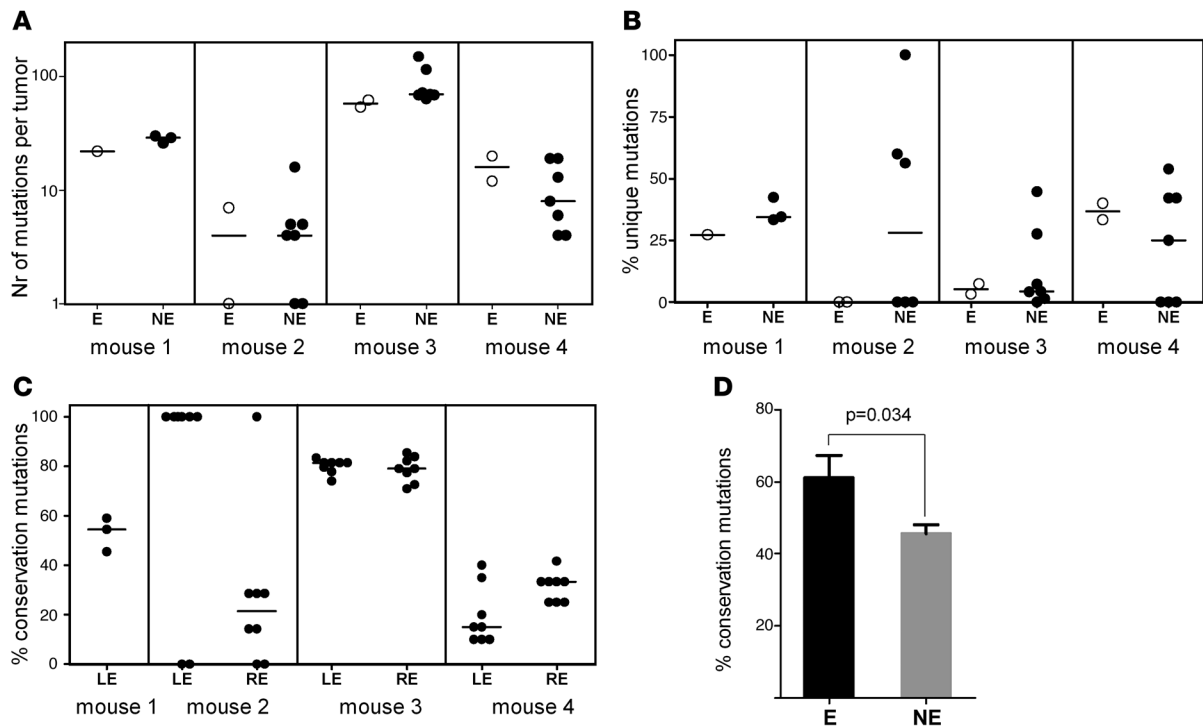 A
Nr of mutations per tumor
100
10
1
E NE E NE E NE E NE
mouse 1 mouse 2 mouse 3 mouse 4
B
% unique mutations
100
75
50
25
0
E NE E NE E NE E NE
mouse 1 mouse 2 mouse 3 mouse 4
C
% conservation mutations
100
80
60
40
20
0
LE LE RE LE RE LE RE
mouse 1 mouse 2 mouse 3 mouse 4
D
% conservation mutations
80
60
40
20
p=0.034
E NE